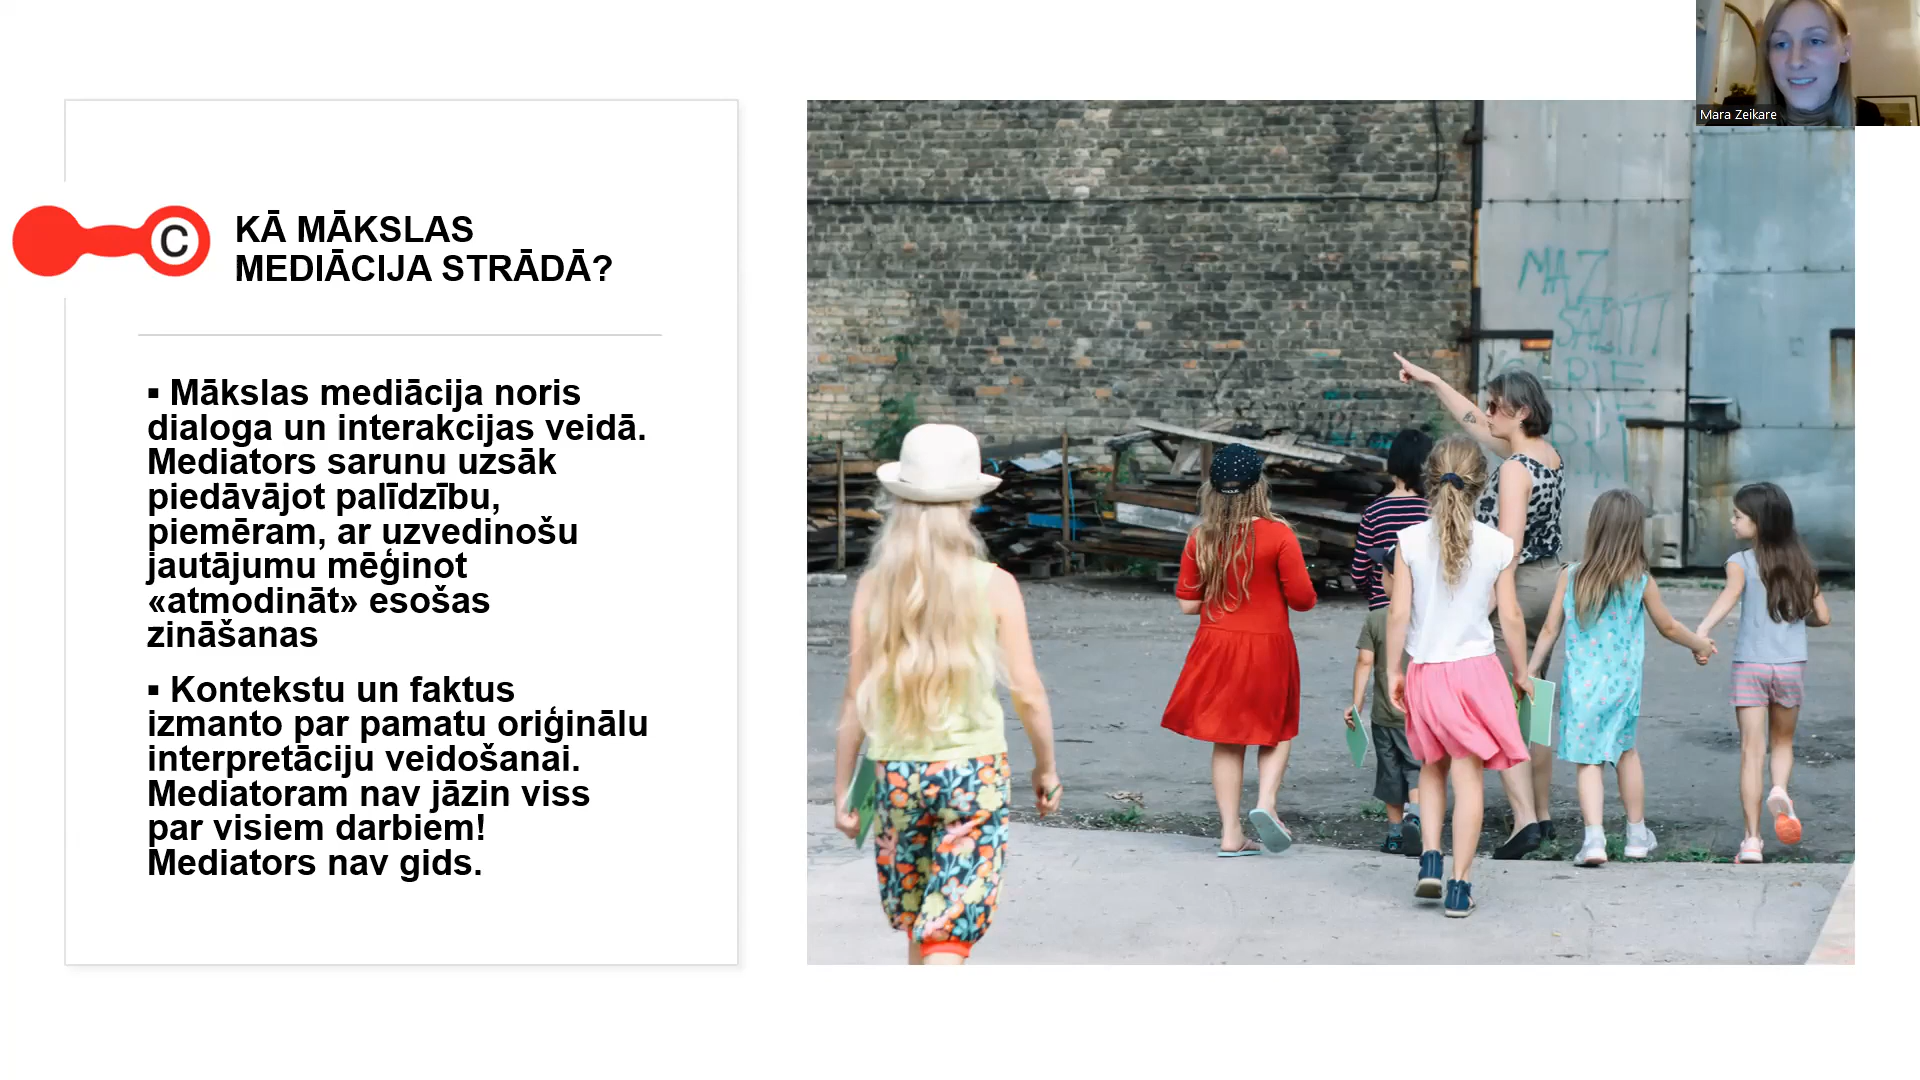 Mara Zeikare
C
KĀ MĀKSLAS
MEDIĀCIJA STRĀDĀ?
▪ Mākslas mediācija noris
dialoga un interakcijas veidā.
Mediators sarunu uzsāk
piedāvājot palīdzību,
piemēram, ar uzvedinošu
jautājumu mēģinot
«atmodināt» esošas
zināšanas
▪ Kontekstu un faktus
izmanto par pamatu oriģinālu
interpretāciju veidošanai.
Mediatoram nav jāzin viss
par visiem darbiem!
Mediators nav gids.